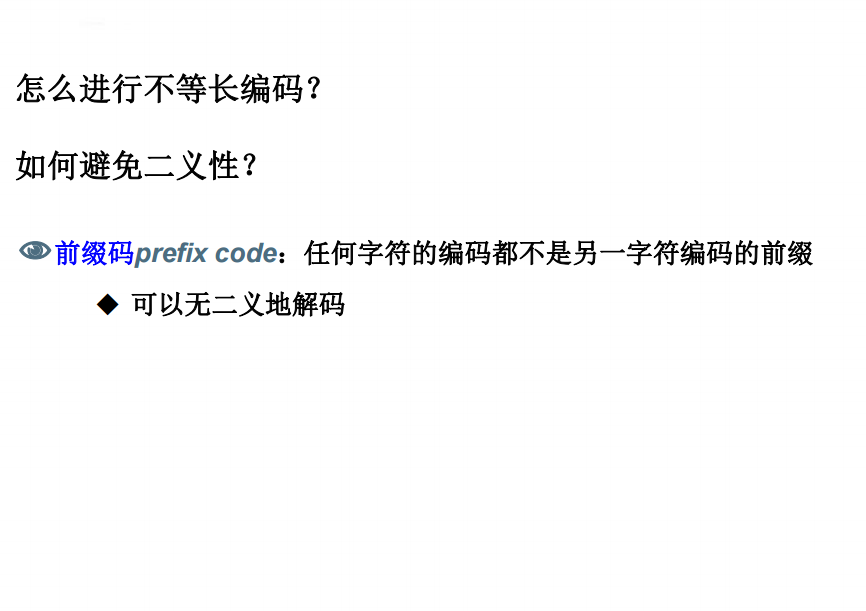 怎么进行不等长编码？
如何避免二义性？
前缀码prefix code：任何字符的编码都不是另一字符编码的前缀
◆ 可以无二义地解码